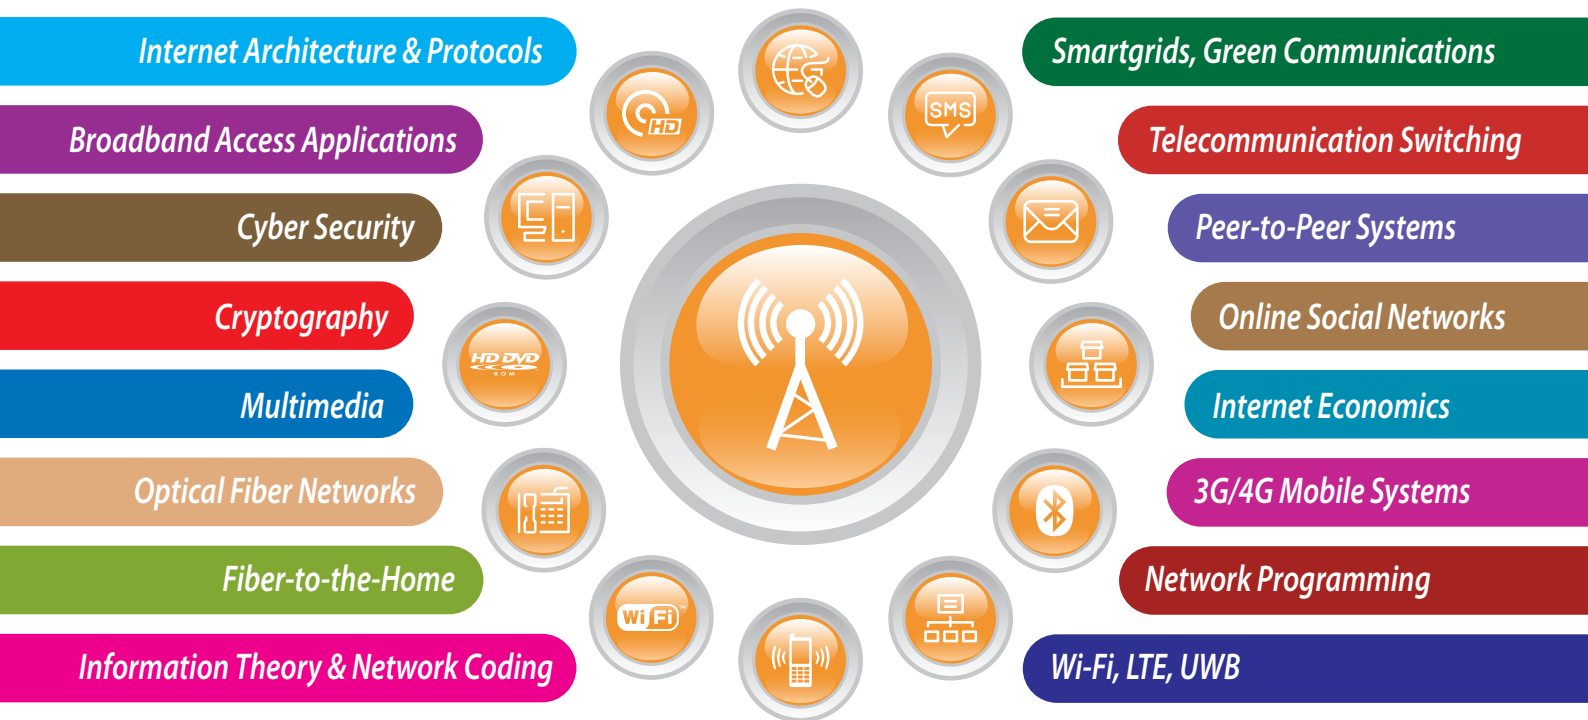 Internet Architecture & Protocols
Broadband Access Applications
Cyber Security
Cryptography
Multimedia
Optical Fiber Networks
Fiber-to-the-Home
Information Theory & Network Coding
HD
SMS
HD DVD
ROM
Wi Fi™
Smartgrids, Green Communications
Telecommunication Switching
Peer-to-Peer Systems
Online Social Networks
Internet Economics
3G/4G Mobile Systems
Network Programming
Wi-Fi, LTE, UWB